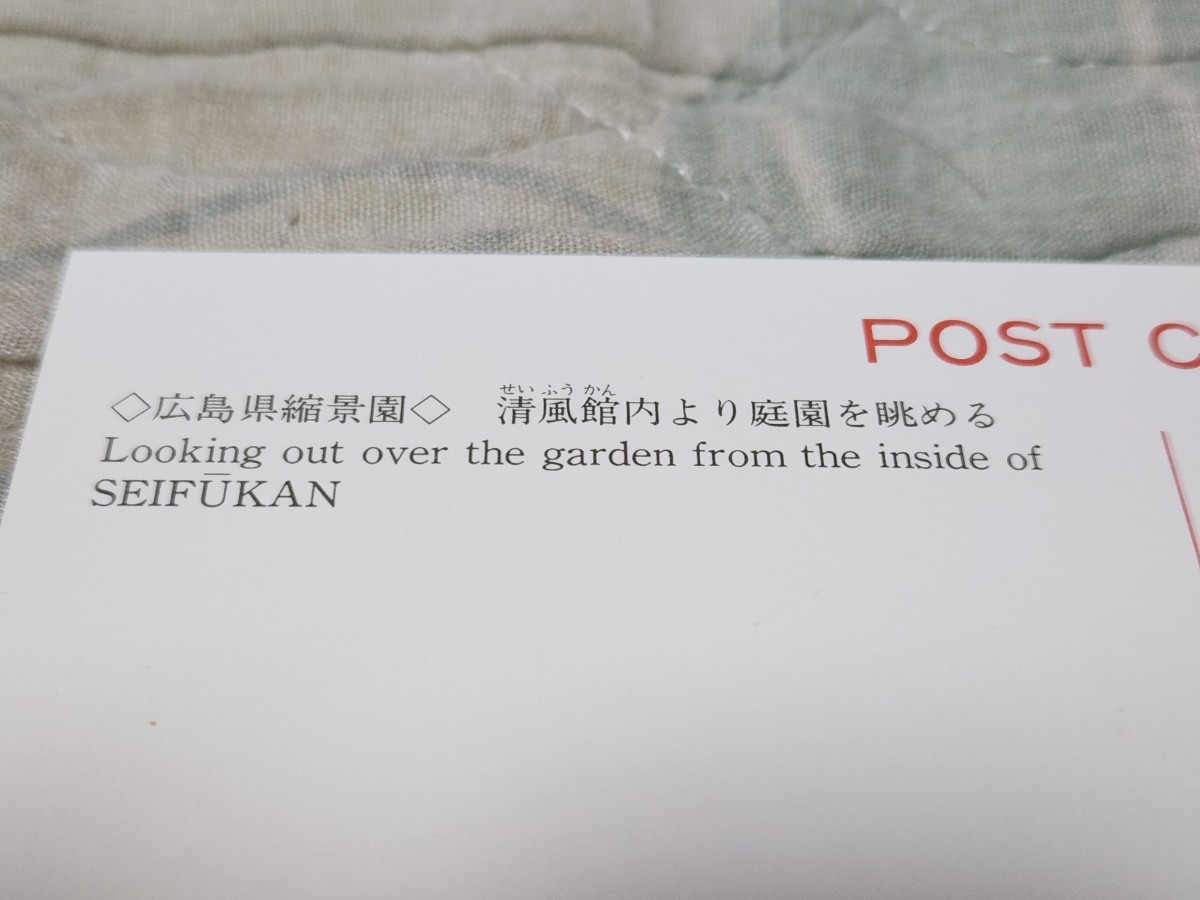 POST C
せいふうかん
◇広島県縮景園◇　清風館内より庭園を眺める
Looking out over the garden from the inside of
SEIFŪKAN